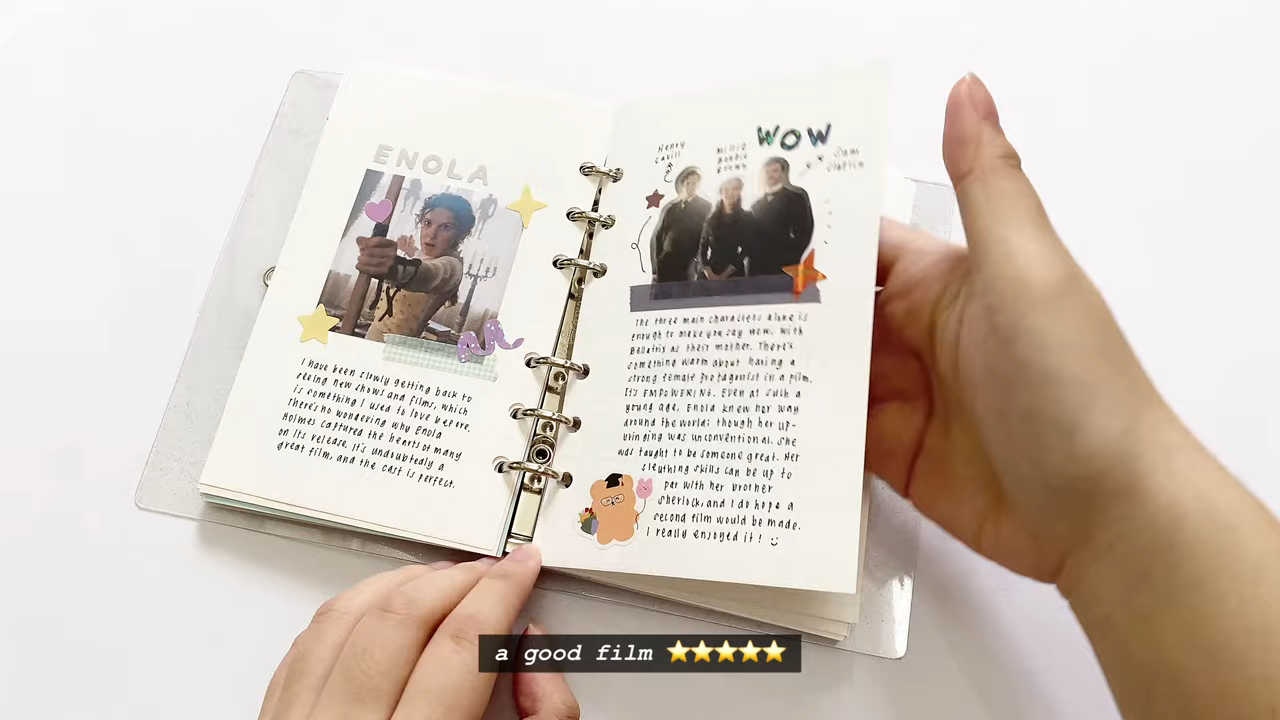 ENOLA
I have been slowly getting back to
seeing new shows and films, which
is something I used to love before.
there's no wondering why Enola
Holmes captured the hearts of many
on its release. It's undoubtedly a
great film, and the cast is perfect.
WOW
Henry
Cavill
Millie
Bobbie
Brown
Sam
Claflin
The three main characters alone is
enough to make you say wow. With
Bellatrix as their mother. There's
something warm about having a
strong female protagonist in a film.
It's EMPOWERING. Even at such a
young age, Enola knew her way
around the world; though her up-
bringing was unconventional. She
was taught to be someone great. Her
sleuthing skills can be up to
par with her brother
Sherlock, and I do hope a
second film would be made.
I really enjoyed it! :)
a good film ⭐⭐⭐⭐⭐